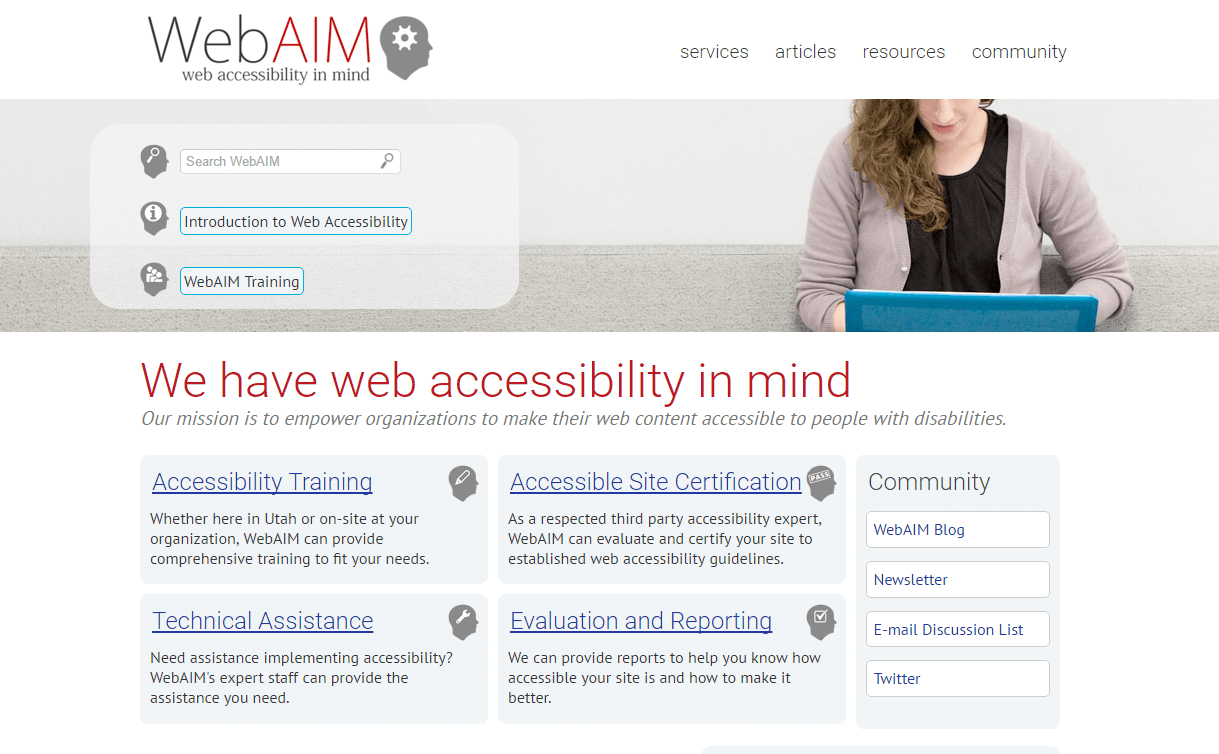 WebAIM
web accessibility in mind
services articles resources community
Search WebAIM
Introduction to Web Accessibility
WebAIM Training
We have web accessibility in mind
Our mission is to empower organizations to make their web content accessible to people with disabilities.
Accessibility Training
Whether here in Utah or on-site at your
organization, WebAIM can provide
comprehensive training to fit your needs.
Accessible Site Certification
PASS
As a respected third party accessibility expert,
WebAIM can evaluate and certify your site to
established web accessibility guidelines.
Technical Assistance
Need assistance implementing accessibility?
WebAIM's expert staff can provide the
assistance you need.
Evaluation and Reporting
We can provide reports to help you know how
accessible your site is and how to make it
better.
Community
WebAIM Blog
Newsletter
E-mail Discussion List
Twitter